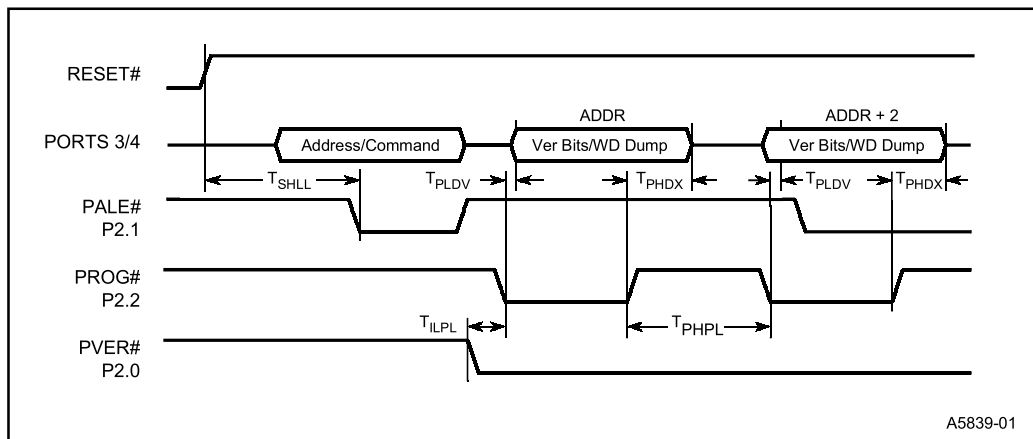 RESET#
ADDR
ADDR + 2
PORTS 3/4
Address/Command
Ver Bits/WD Dump
Ver Bits/WD Dump
TSHLL
TPLDV
TPHDX
TPLDV
TPHDX
PALE#
P2.1
PROG#
P2.2
TILPL
TPHPL
PVER#
P2.0
A5839-01